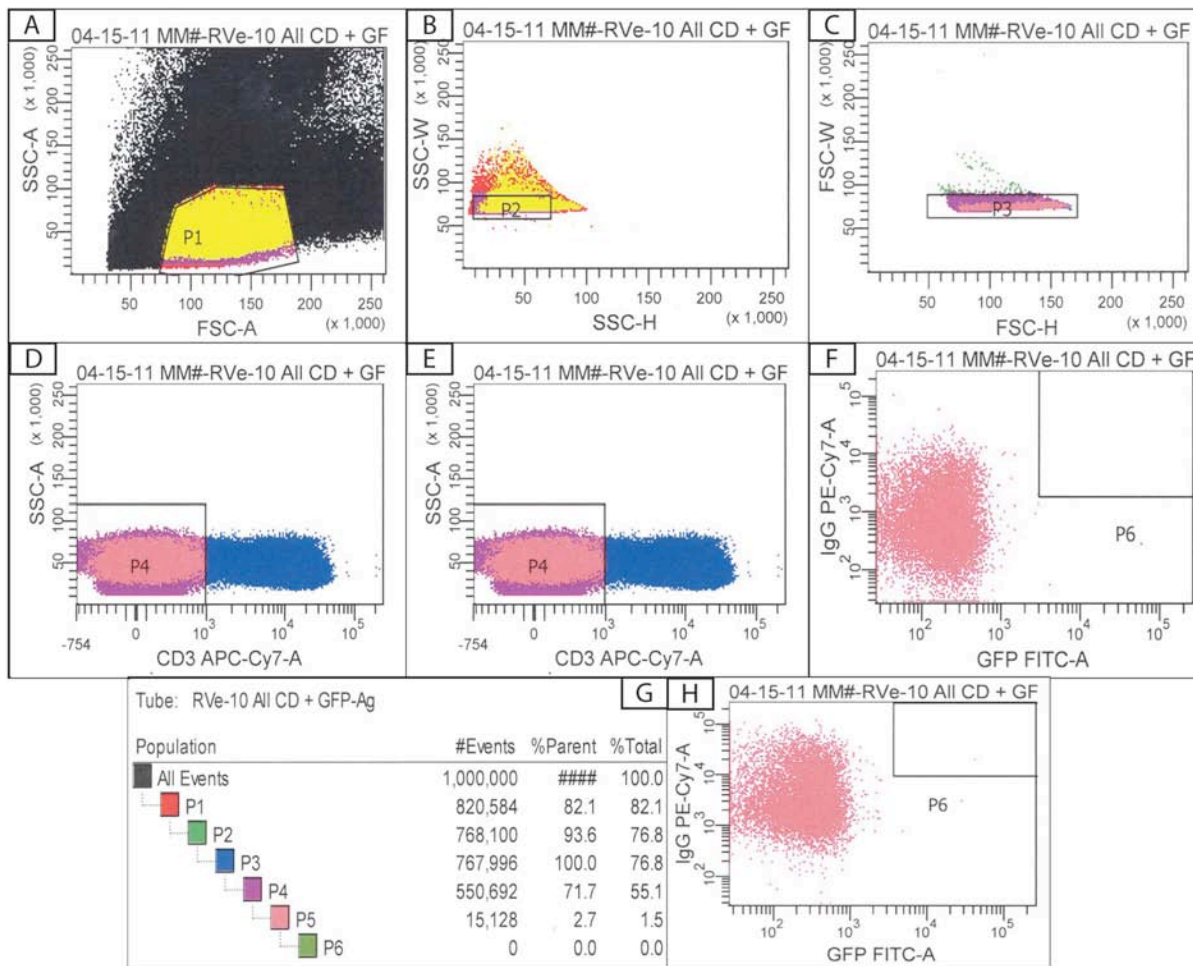 A
04-15-11 MM#-RVe-10 All CD + GF
SSC-A (x 1,000)
50 100 150 200 250
P1
50 100 150 200 250
(x 1,000)
FSC-A
B
04-15-11 MM#-RVe-10 All CD + GF
SSC-W (x 1,000)
50 100 150 200 250
P2
50 100 150 200 250
(x 1,000)
SSC-H
C
04-15-11 MM#-RVe-10 All CD + GF
FSC-W (x 1,000)
50 100 150 200 250
P3
50 100 150 200 250
(x 1,000)
FSC-H
D
04-15-11 MM#-RVe-10 All CD + GF
SSC-A (x 1,000)
50 100 150 200 250
P4
-754 0 10³ 10⁴ 10⁵
CD3 APC-Cy7-A
E
04-15-11 MM#-RVe-10 All CD + GF
SSC-A (x 1,000)
50 100 150 200 250
P4
-754 0 10³ 10⁴ 10⁵
CD3 APC-Cy7-A
F
04-15-11 MM#-RVe-10 All CD + GF
IgG PE-Cy7-A
10² 10³ 10⁴ 10⁵
P6
10² 10³ 10⁴ 10⁵
GFP FITC-A
G
Tube: RVe-10 All CD + GFP-Ag
Population #Events %Parent %Total
All Events 1,000,000 #### 100.0
P1 820,584 82.1 82.1
P2 768,100 93.6 76.8
P3 767,996 100.0 76.8
P4 550,692 71.7 55.1
P5 15,128 2.7 1.5
P6 0 0.0 0.0
H
04-15-11 MM#-RVe-10 All CD + GF
IgG PE-Cy7-A
10² 10³ 10⁴ 10⁵
P6
10² 10³ 10⁴ 10⁵
GFP FITC-A